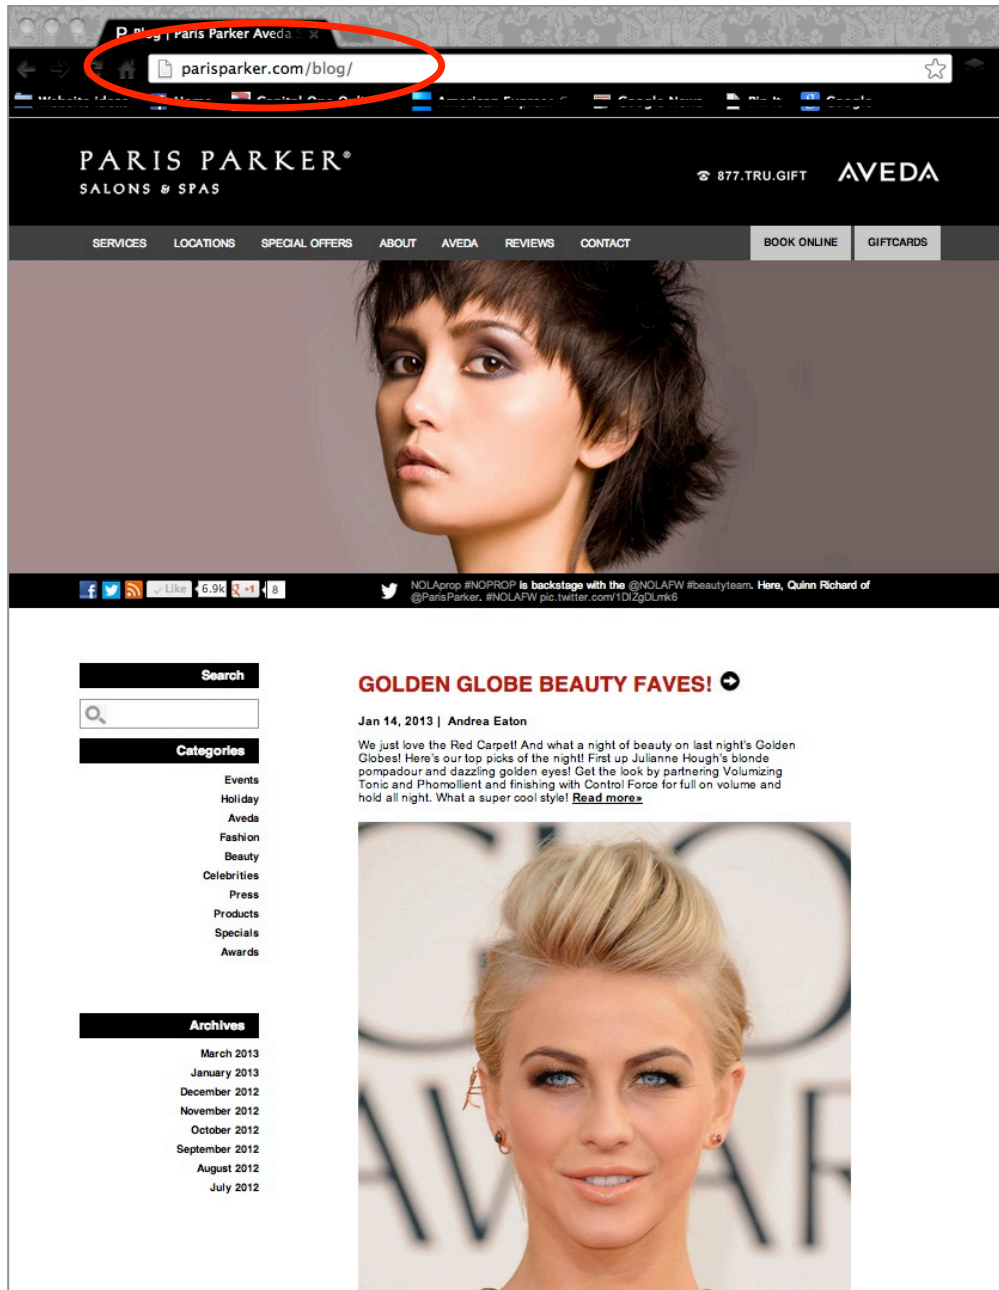 Blog | Paris Parker Aveda
parisparker.com/blog/
PARIS PARKER®
SALONS & SPAS
877.TRU.GIFT
AVEDA
SERVICES LOCATIONS SPECIAL OFFERS ABOUT AVEDA REVIEWS CONTACT BOOK ONLINE GIFTCARDS
Like 6.9k +1 8
NOLAprop #NOPROP is backstage with the @NOLAFW #beautyteam. Here, Quinn Richard of
@ParisParker. #NOLAFW pic.twitter.com/1DIZgDLmk6
Search
Categories
Events
Holiday
Aveda
Fashion
Beauty
Celebrities
Press
Products
Specials
Awards
Archives
March 2013
January 2013
December 2012
November 2012
October 2012
September 2012
August 2012
July 2012
GOLDEN GLOBE BEAUTY FAVES!
Jan 14, 2013 | Andrea Eaton
We just love the Red Carpet! And what a night of beauty on last night's Golden
Globes! Here's our top picks of the night! First up Julianne Hough's blonde
pompadour and dazzling golden eyes! Get the look by partnering Volumizing
Tonic and Phomollient and finishing with Control Force for full on volume and
hold all night. What a super cool style! Read more»